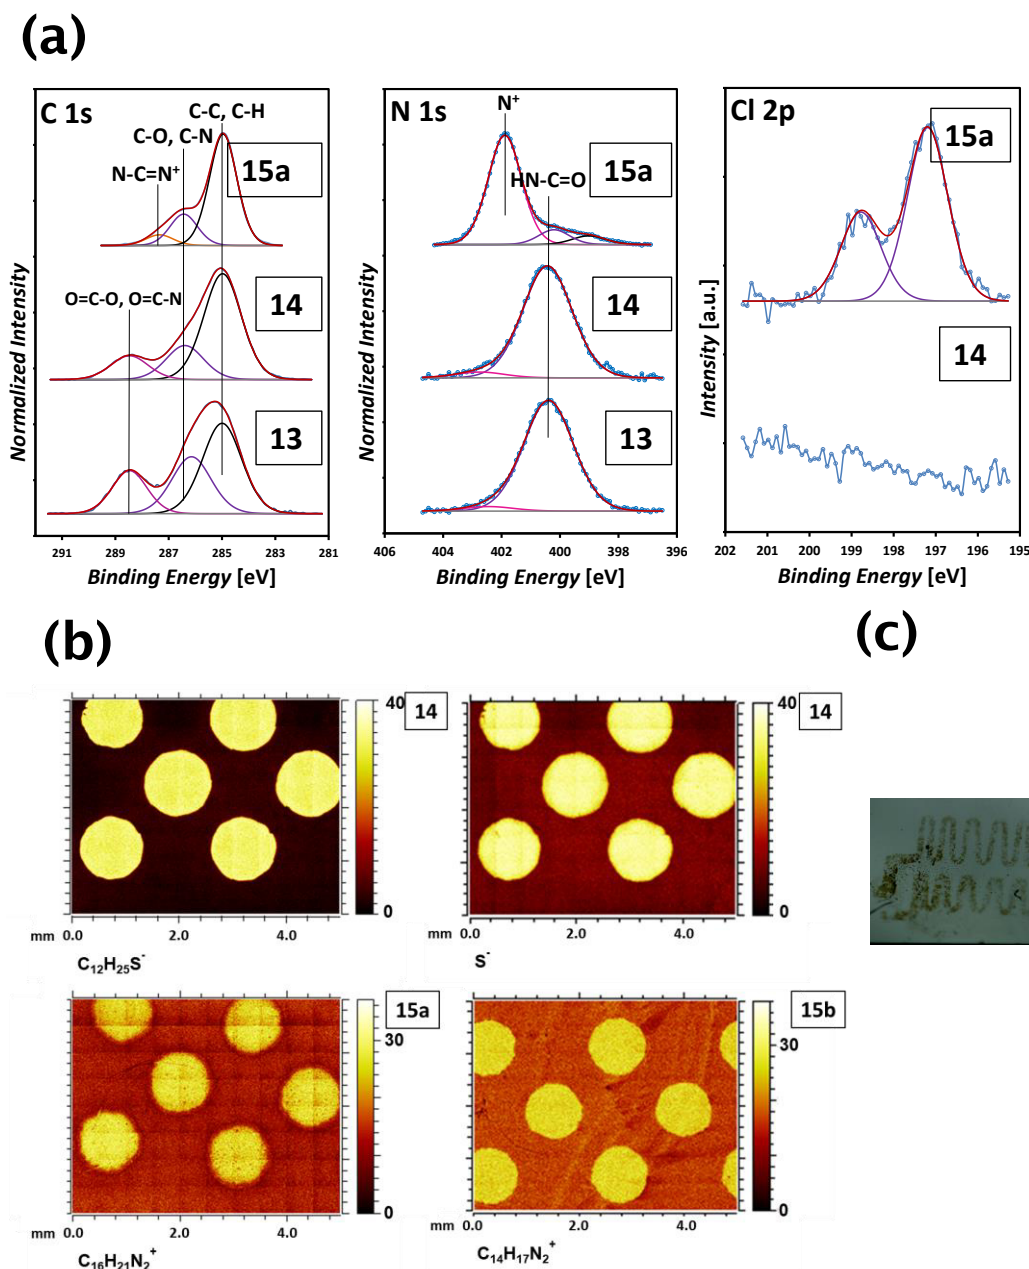 (a)
C 1s
C-C, C-H
C-O, C-N
N-C=N⁺
15a
O=C-O, O=C-N
14
13
Normalized Intensity
291 289 287 285 283 281
Binding Energy [eV]
N 1s
N⁺
HN-C=O
15a
14
13
Normalized Intensity
406 404 402 400 398 396
Binding Energy [eV]
Cl 2p
15a
14
Intensity [a.u.]
202 201 200 199 198 197 196 195
Binding Energy [eV]
(b)
(c)
40
14
0
mm 0.0 2.0 4.0
C₁₂H₂₅S⁻
40
14
0
mm 0.0 2.0 4.0
S⁻
15a
30
0
mm 0.0 2.0 4.0
C₁₆H₂₁N₂⁺
15b
30
0
mm 0.0 2.0 4.0
C₁₄H₁₇N₂⁺